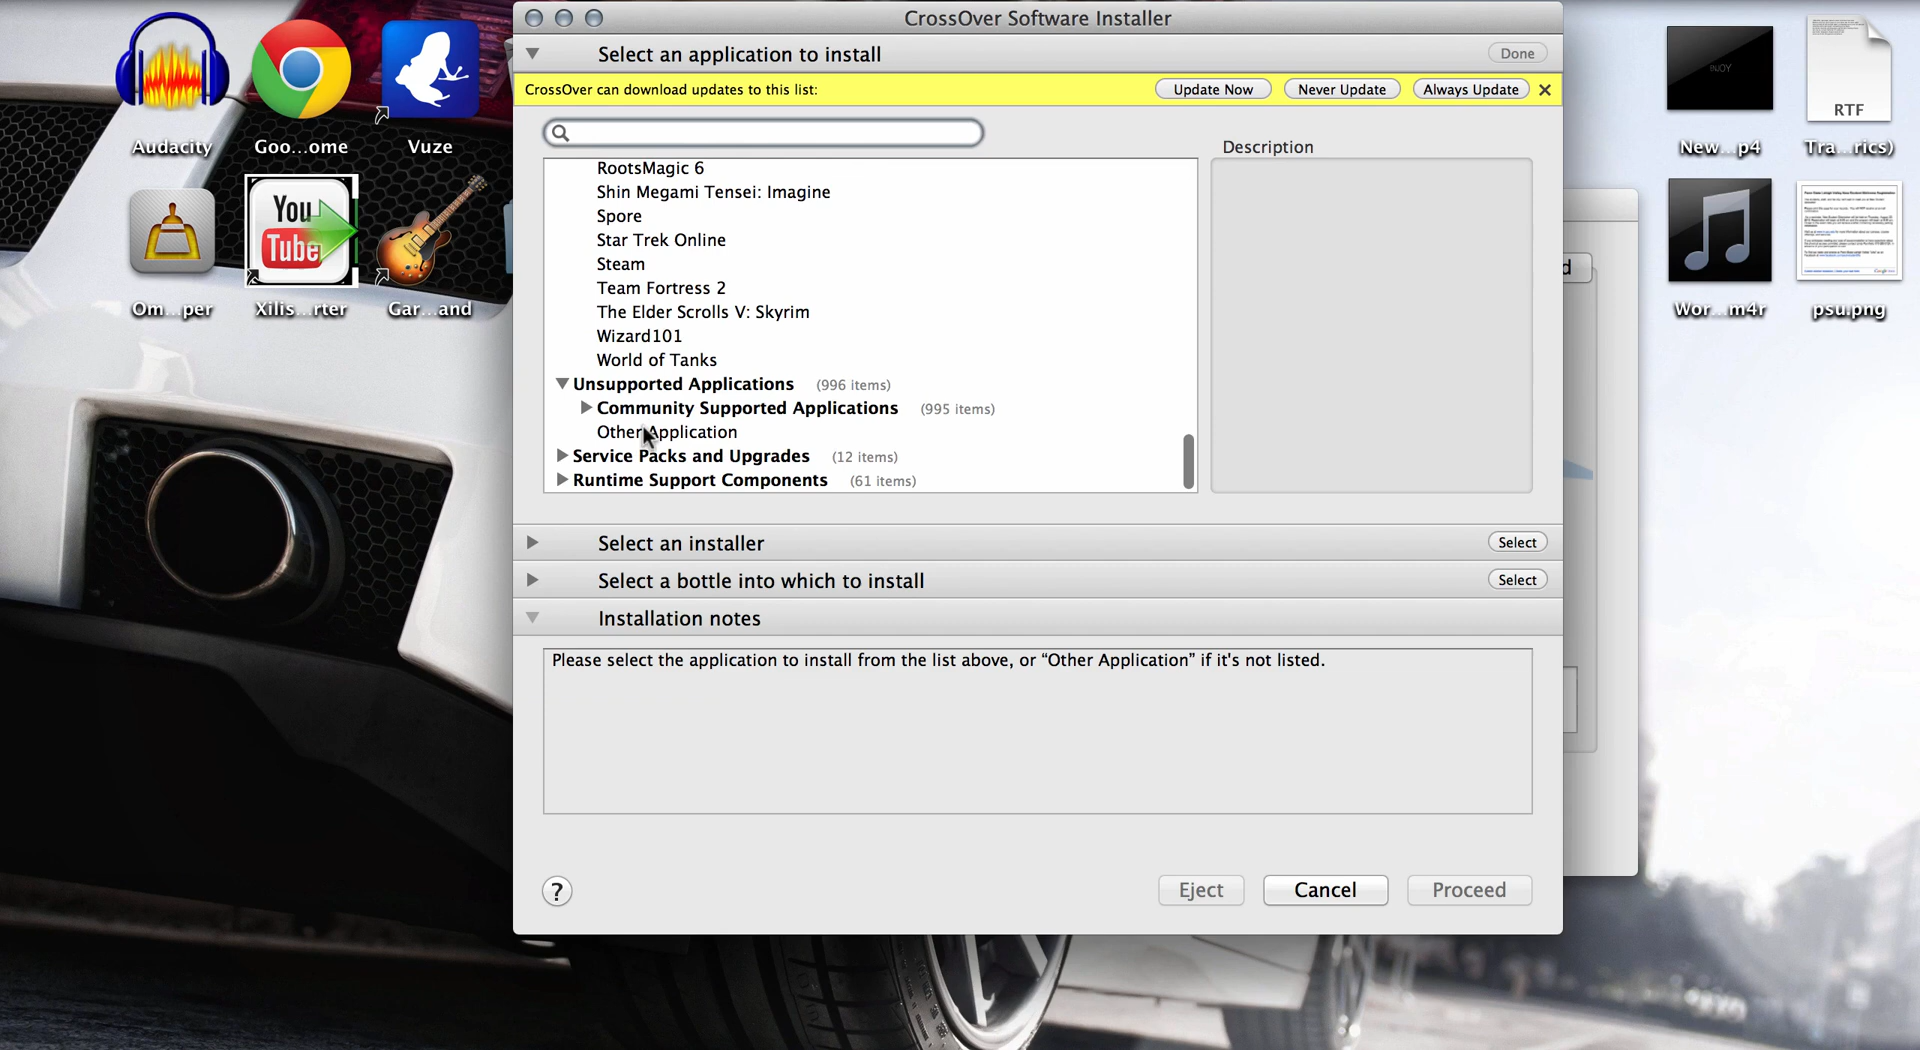 CrossOver Software Installer
Select an application to install
Done
CrossOver can download updates to this list:
Update Now
Never Update
Always Update
Description
RootsMagic 6
Shin Megami Tensei: Imagine
Spore
Star Trek Online
Steam
Team Fortress 2
The Elder Scrolls V: Skyrim
Wizard101
World of Tanks
Unsupported Applications (996 items)
Community Supported Applications (995 items)
Other Application
Service Packs and Upgrades (12 items)
Runtime Support Components (61 items)
Select an installer
Select
Select a bottle into which to install
Select
Installation notes
Please select the application to install from the list above, or “Other Application” if it's not listed.
?
Eject
Cancel
Proceed
Audacity
Goo...ome
Vuze
You
Tube
Om...per
Xilis...rter
Gar...and
ENJOY
RTF
New...p4
Tra...rics)
Wor...m4r
psu.png
d